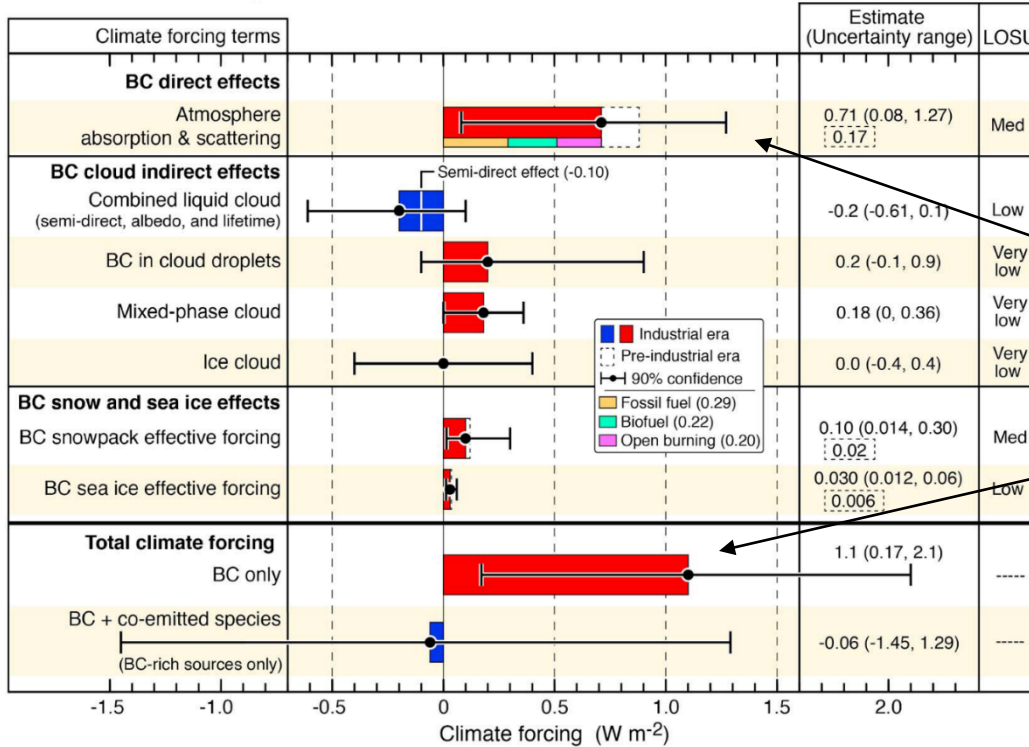 Climate forcing terms
Estimate
(Uncertainty range)
LOSU
BC direct effects
Atmosphere
absorption & scattering
0.71 (0.08, 1.27)
0.17
Med
BC cloud indirect effects
Semi-direct effect (-0.10)
Combined liquid cloud
(semi-direct, albedo, and lifetime)
-0.2 (-0.61, 0.1)
Low
BC in cloud droplets
0.2 (-0.1, 0.9)
Very
low
Mixed-phase cloud
0.18 (0, 0.36)
Very
low
Ice cloud
0.0 (-0.4, 0.4)
Very
low
Industrial era
Pre-industrial era
90% confidence
Fossil fuel (0.29)
Biofuel (0.22)
Open burning (0.20)
BC snow and sea ice effects
BC snowpack effective forcing
0.10 (0.014, 0.30)
0.02
Med
BC sea ice effective forcing
0.030 (0.012, 0.06)
0.006
Low
Total climate forcing
BC only
1.1 (0.17, 2.1)
-----
BC + co-emitted species
(BC-rich sources only)
-0.06 (-1.45, 1.29)
-----
-1.5 -1.0 -0.5 0 0.5 1.0 1.5 2.0
Climate forcing (W m-2)